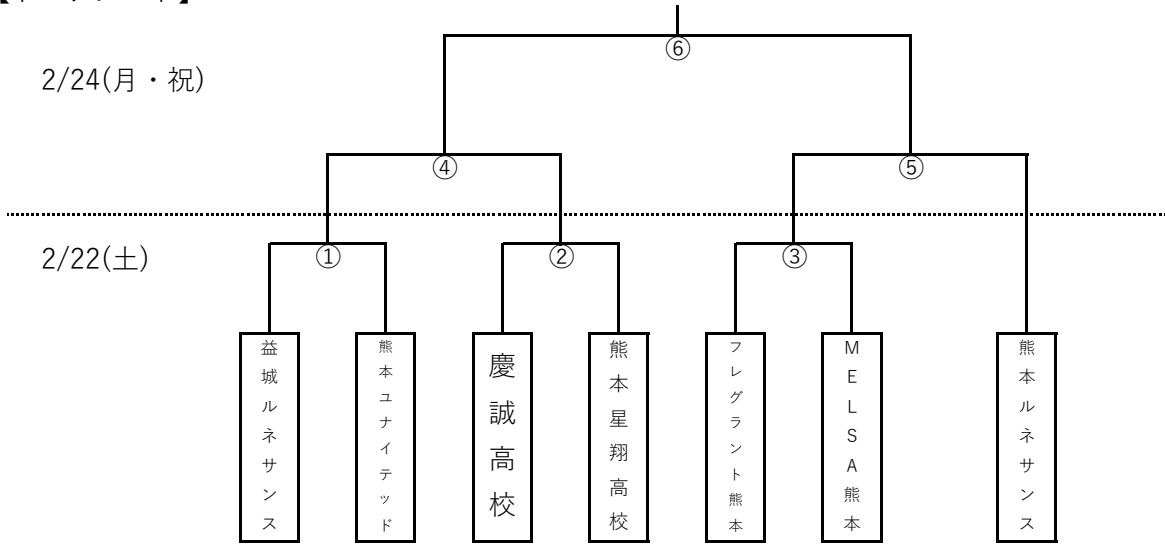 ⑥
2/24(月・祝)
④
⑤
2/22(土)
①
②
③
益城ルネサンス
熊本ユナイテッド
慶誠高校
熊本星翔高校
フレグラント熊本
MELSA熊本
熊本ルネサンス